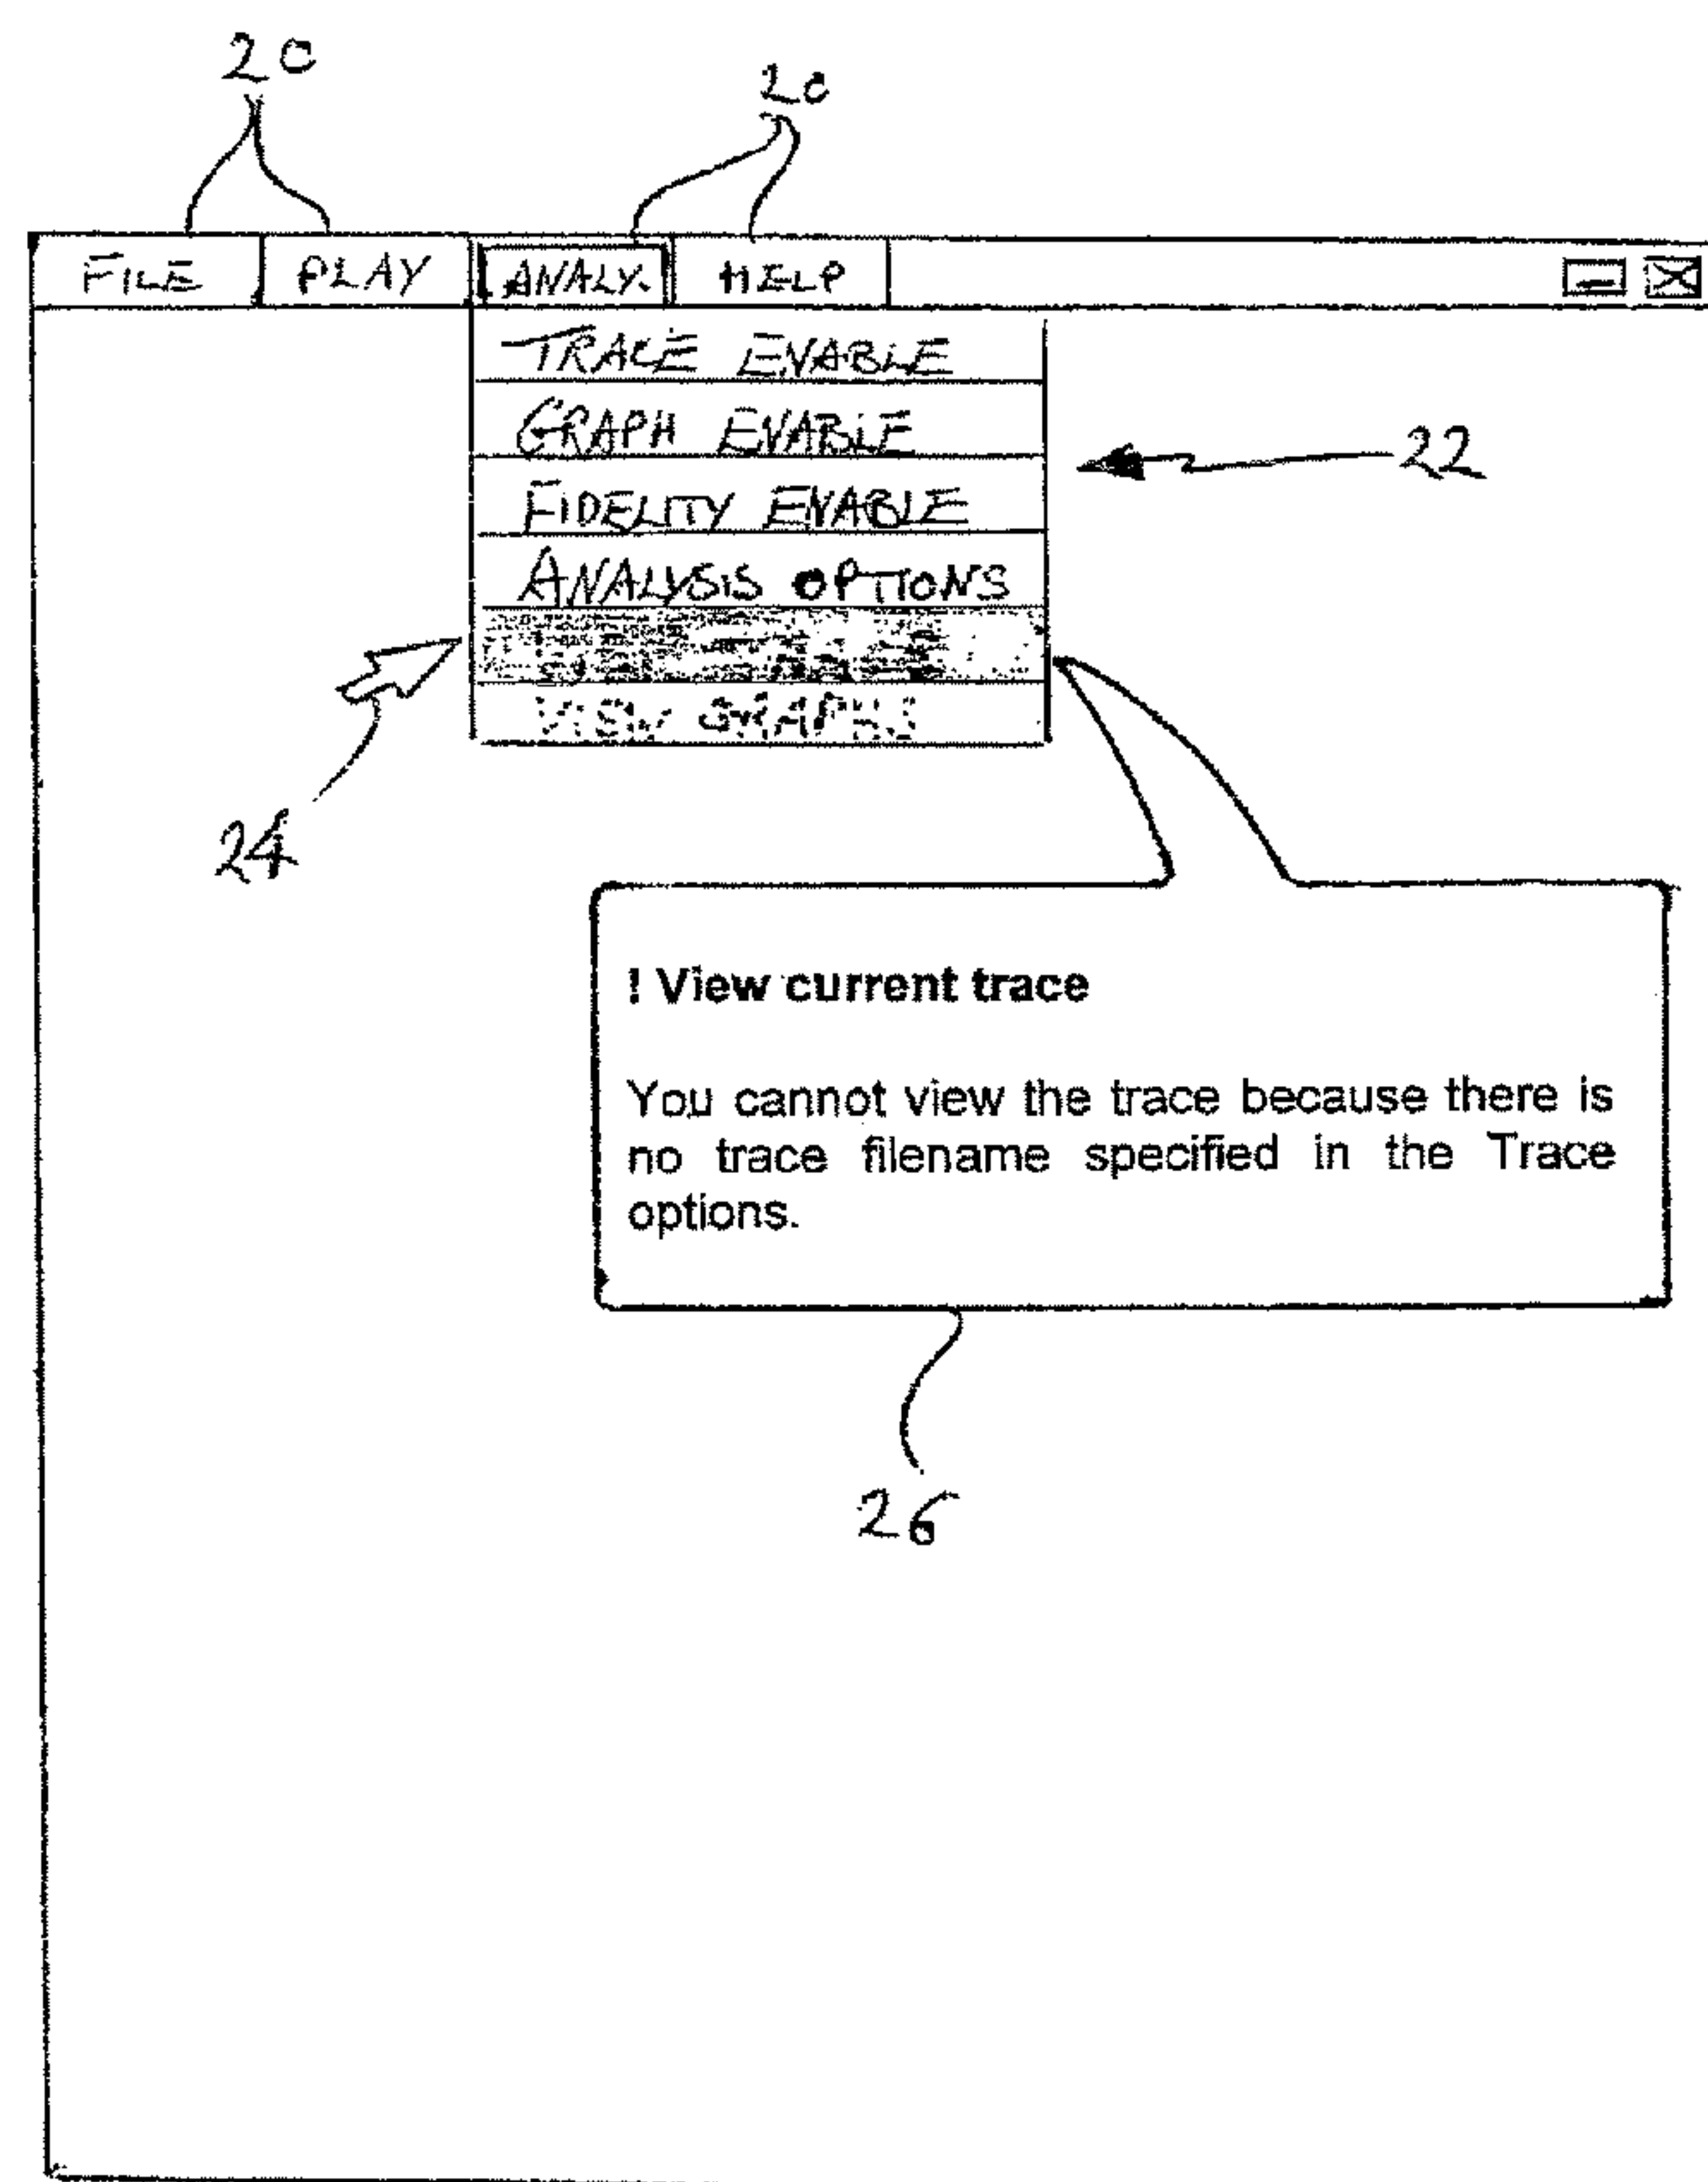 20
20
FILE PLAY ANALY. HELP
TRACE ENABLE
GRAPH ENABLE
22
FIDELITY ENABLE
ANALYSIS OPTIONS
VIEW GRAPHS
24
! View current trace
You cannot view the trace because there is
no trace filename specified in the Trace
options.
26